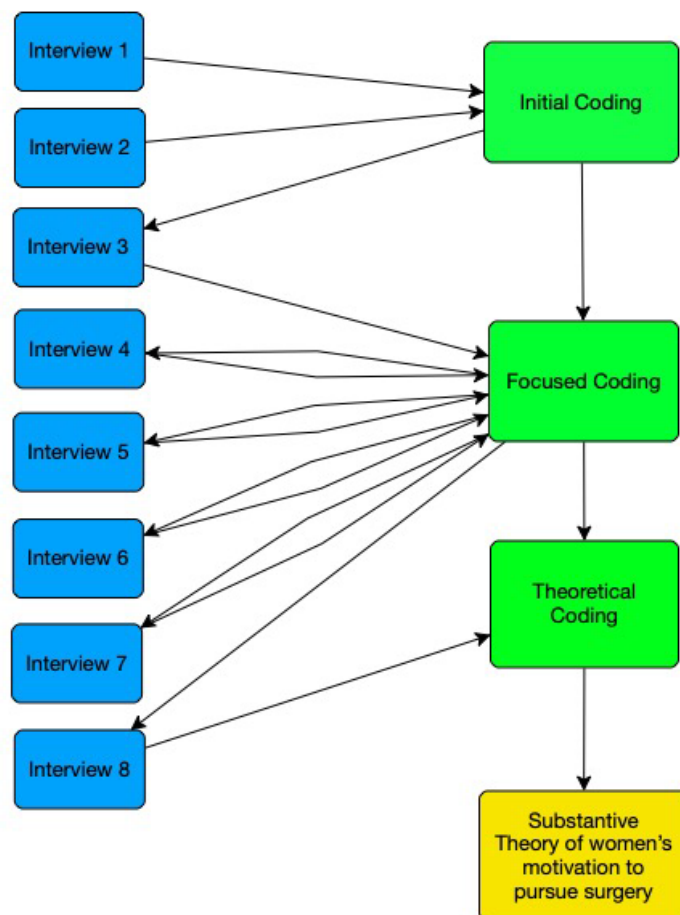 Interview 1
Initial Coding
Interview 2
Interview 3
Interview 4
Focused Coding
Interview 5
Interview 6
Theoretical
Coding
Interview 7
Interview 8
Substantive
Theory of women’s
motivation to
pursue surgery